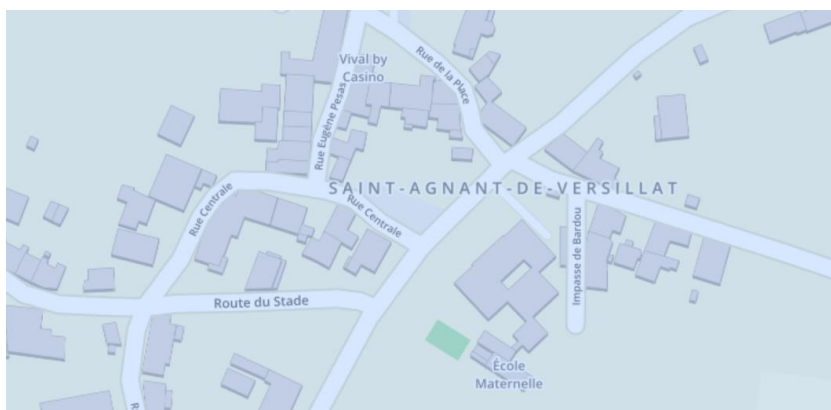 Vival by
Casino
Rue de la Place
Rue Eugène Pesas
SAINT-AGNANT-DE-VERSILLAT
Rue Centrale
Rue Centrale
Impasse de Bardou
Route du Stade
École
Maternelle